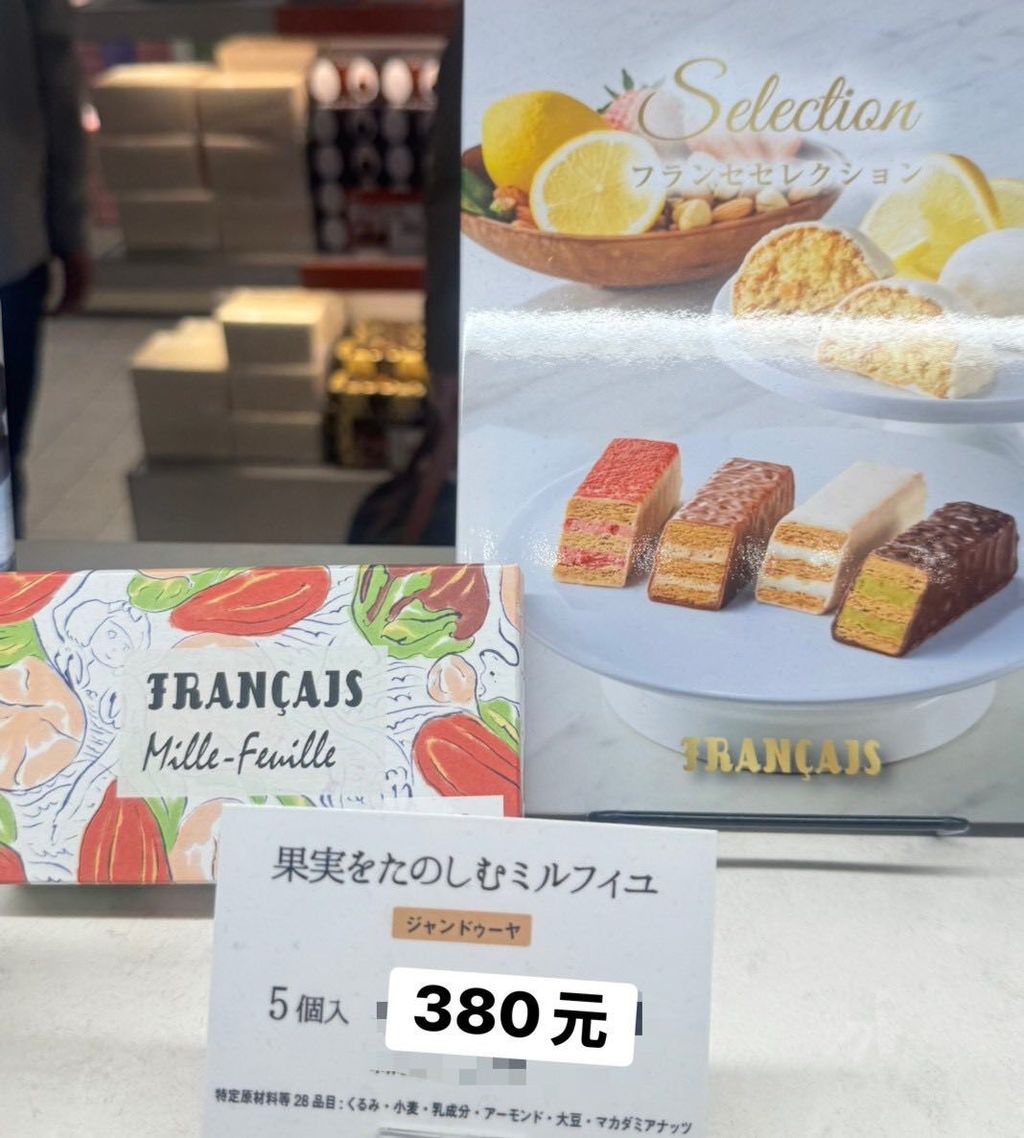 Selection
フランセセレクション
FRANÇAIS
FRANÇAIS
Mille-Feuille
果実をたのしむミルフィユ
ジャンドゥーヤ
5個入
380元
特定原材料等28品目:くるみ・小麦・乳成分・アーモンド・大豆・マカダミアナッツ